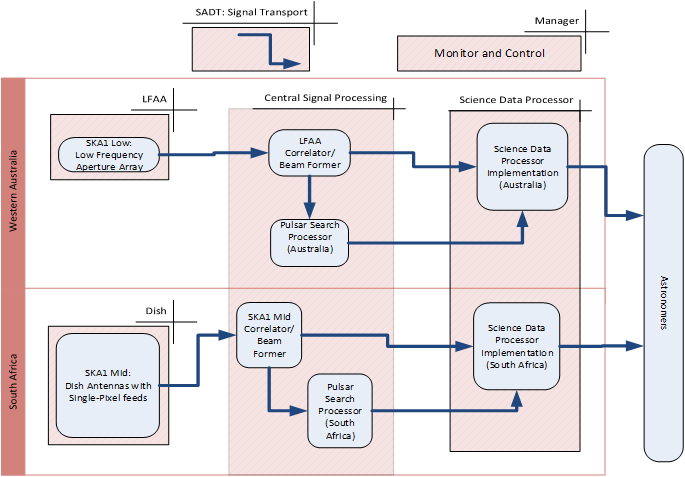 SADT: Signal Transport
Manager
Monitor and Control
LFAA
Central Signal Processing
Science Data Processor
Western Australia
SKA1 Low:
Low Frequency
Aperture Array
LFAA
Correlator/
Beam Former
Science Data
Processor
Implementation
(Australia)
Pulsar Search
Processor
(Australia)
Astronomers
South Africa
Dish
SKA1 Mid:
Dish Antennas with
Single-Pixel feeds
SKA1 Mid
Correlator/
Beam
Former
Science Data
Processor
Implementation
(South Africa)
Pulsar
Search
Processor
(South
Africa)